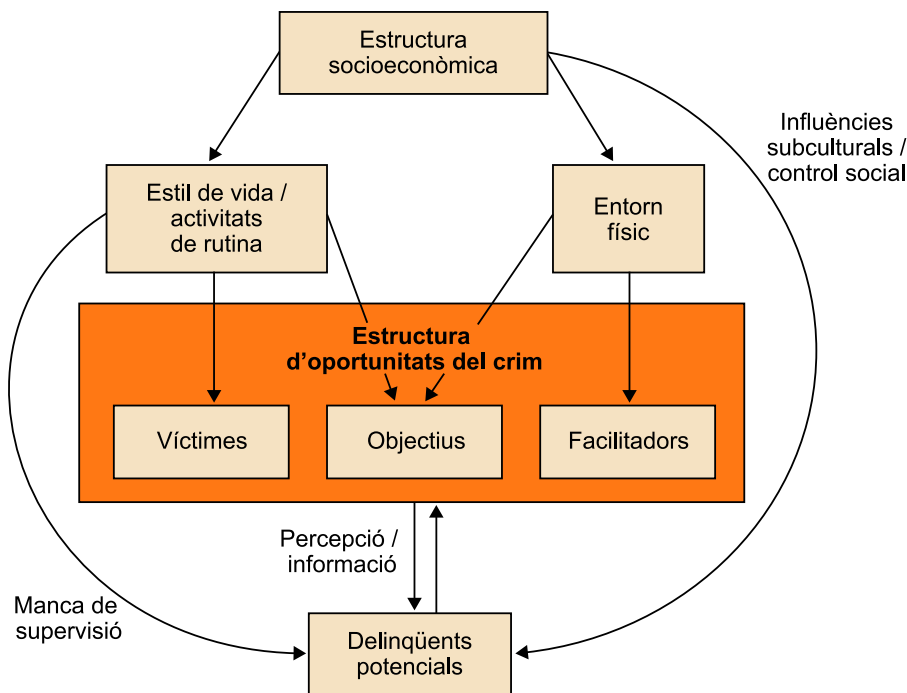 Estructura
socioeconòmica
Influències
subculturals /
control social
Estil de vida /
activitats
de rutina
Entorn
físic
Estructura
d’oportunitats del crim
Víctimes
Objectius
Facilitadors
Percepció /
informació
Manca de
supervisió
Delinqüents
potencials